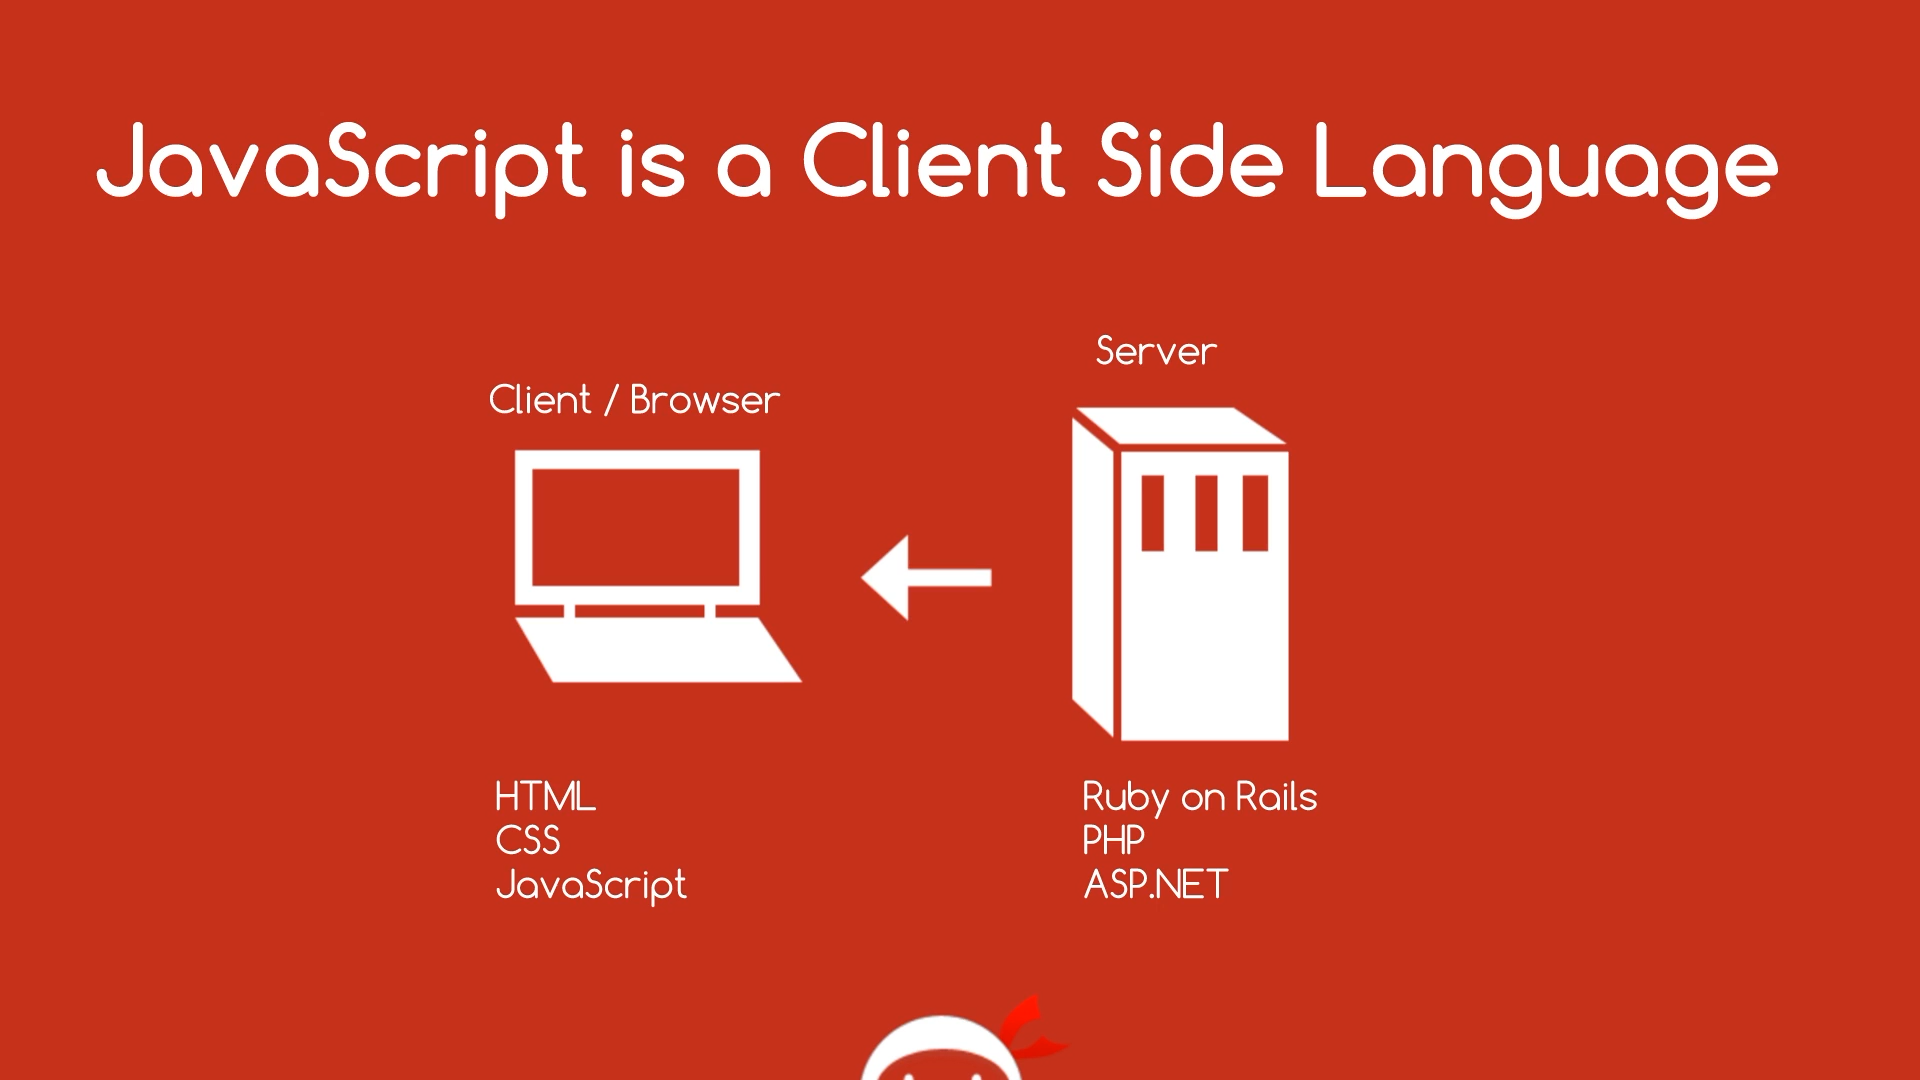 JavaScript is a Client Side Language
Client / Browser
Server
HTML
CSS
JavaScript
Ruby on Rails
PHP
ASP.NET